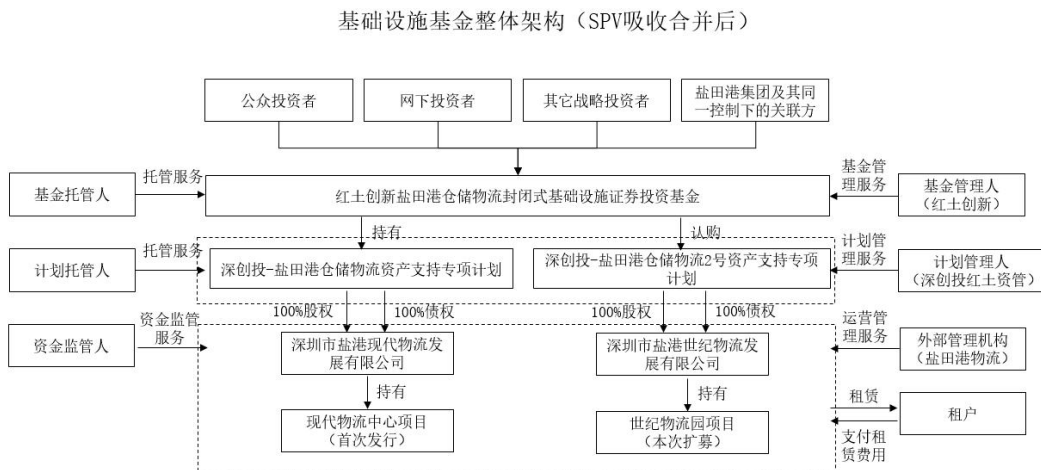 基础设施基金整体架构（SPV吸收合并后）
公众投资者
网下投资者
其它战略投资者
盐田港集团及其同
一控制下的关联方
基金托管人
托管服务
红土创新盐田港仓储物流封闭式基础设施证券投资基金
基金管
理服务
基金管理人
（红土创新）
持有
认购
计划托管人
托管服务
深创投-盐田港仓储物流资产支持专项计划
深创投-盐田港仓储物流2号资产支持专项
计划
计划管
理服务
计划管理人
（深创投红土资管）
100%股权
100%债权
100%股权
100%债权
资金监管人
资金监管
服务
深圳市盐港现代物流发
展有限公司
深圳市盐港世纪物流发
展有限公司
运营管
理服务
外部管理机构
（盐田港物流）
持有
持有
现代物流中心项目
（首次发行）
世纪物流园项目
（本次扩募）
租赁
租户
支付租
赁费用